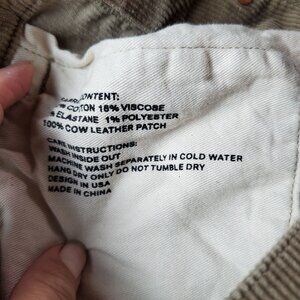 CONTENT:
COTTON 16% VISCOSE
ELASTANE 1% POLYESTER
100% COW LEATHER PATCH
CARE INSTRUCTIONS:
WASH INSIDE OUT
MACHINE WASH SEPARATELY IN COLD WATER
HANG DRY ONLY DO NOT TUMBLE DRY
DESIGN IN USA
MADE IN CHINA